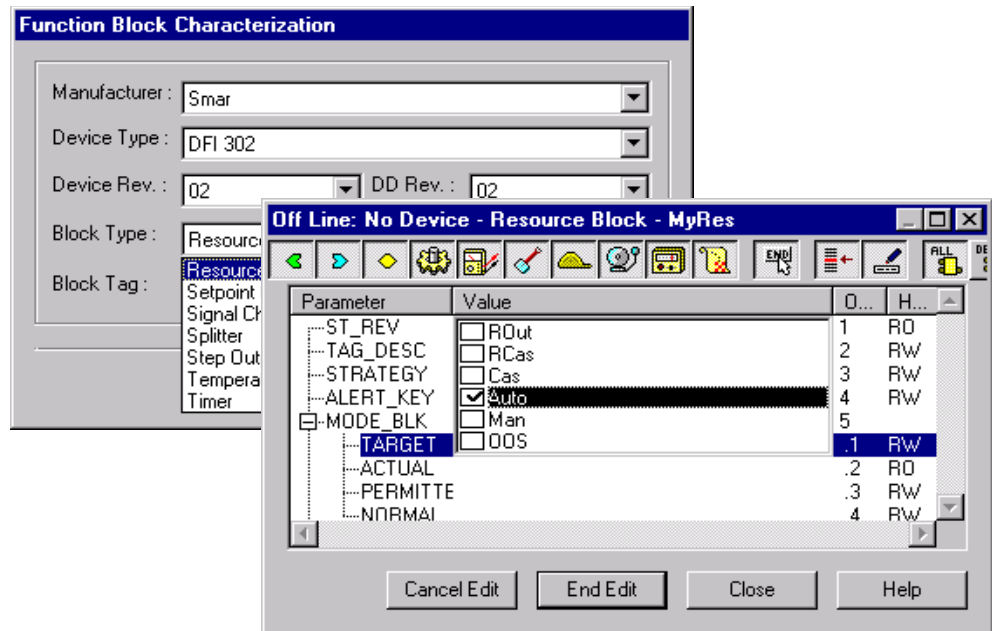 Function Block Characterization
Manufacturer : Smar
Device Type : DFI 302
Device Rev. : 02 DD Rev. : 02
Block Type : Resource
Block Tag :
Resource
Setpoint
Signal Ch
Splitter
Step Out
Tempera
Timer
Off Line: No Device - Resource Block - MyRes
END!
ALL
DE
Parameter Value O... H...
ST_REV 1 RO
TAG_DESC 2 RW
STRATEGY 3 RW
ALERT_KEY 4 RW
MODE_BLK 5
TARGET .1 RW
ACTUAL .2 RO
PERMITTE .3 RW
NORMAL 4 RW
ROut
RCas
Cas
Auto
Man
OOS
Cancel Edit End Edit Close Help